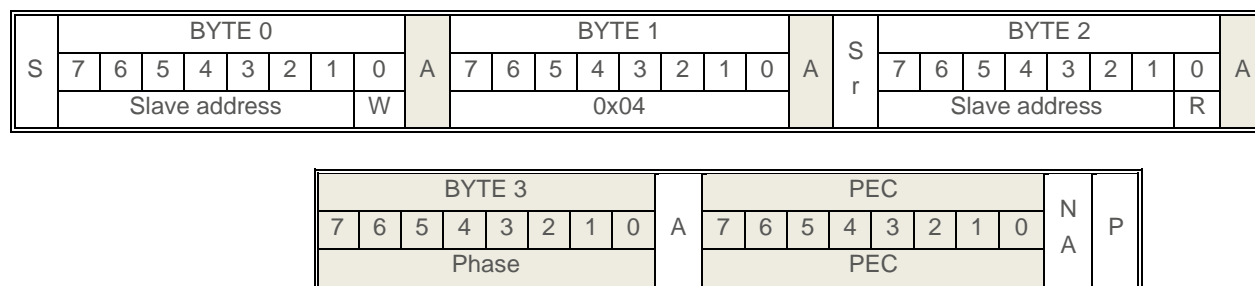 BYTE 0 BYTE 1 BYTE 2
S 7 6 5 4 3 2 1 0 A 7 6 5 4 3 2 1 0 A Sr 7 6 5 4 3 2 1 0 A
Slave address W 0x04 Slave address R
BYTE 3 PEC
7 6 5 4 3 2 1 0 A 7 6 5 4 3 2 1 0 NA P
Phase PEC